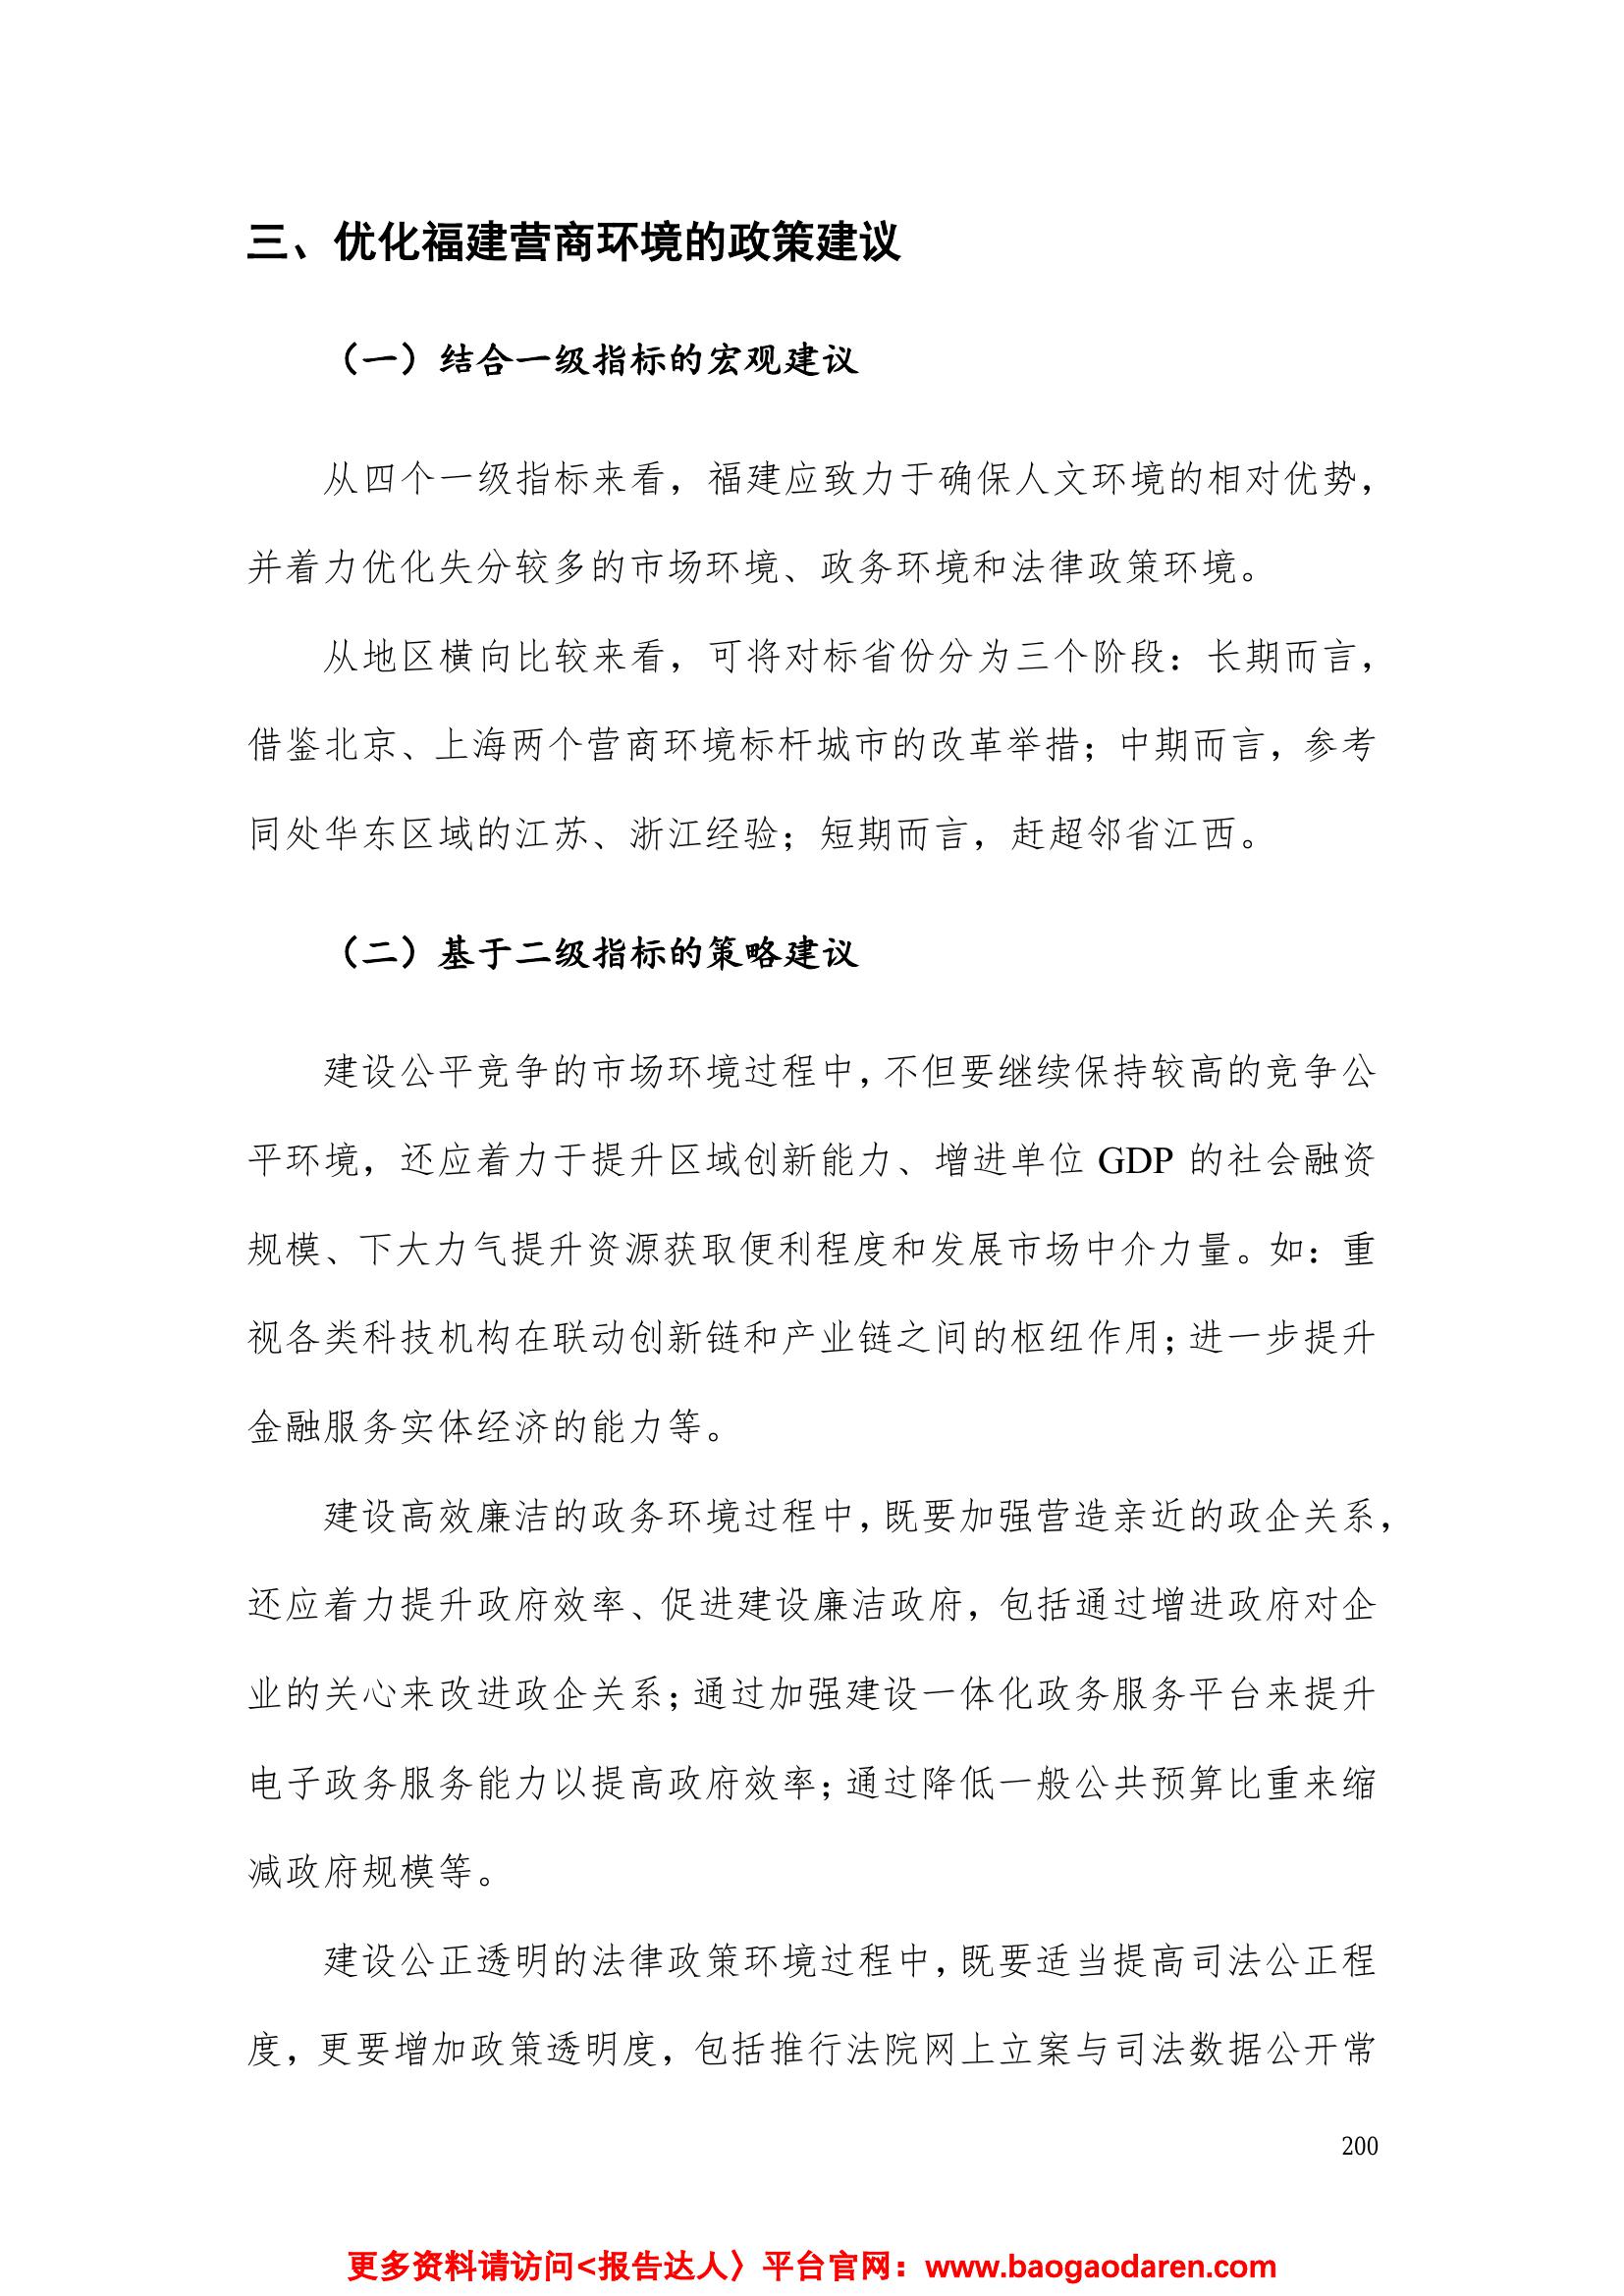 三、优化福建营商环境的政策建议
（一）结合一级指标的宏观建议
从四个一级指标来看，福建应致力于确保人文环境的相对优势，
并着力优化失分较多的市场环境、政务环境和法律政策环境。
从地区横向比较来看，可将对标省份分为三个阶段：长期而言，
借鉴北京、上海两个营商环境标杆城市的改革举措；中期而言，参考
同处华东区域的江苏、浙江经验；短期而言，赶超邻省江西。
（二）基于二级指标的策略建议
建设公平竞争的市场环境过程中，不但要继续保持较高的竞争公
平环境，还应着力于提升区域创新能力、增进单位 GDP 的社会融资
规模、下大力气提升资源获取便利程度和发展市场中介力量。如：重
视各类科技机构在联动创新链和产业链之间的枢纽作用；进一步提升
金融服务实体经济的能力等。
建设高效廉洁的政务环境过程中，既要加强营造亲近的政企关系，
还应着力提升政府效率、促进建设廉洁政府，包括通过增进政府对企
业的关心来改进政企关系；通过加强建设一体化政务服务平台来提升
电子政务服务能力以提高政府效率；通过降低一般公共预算比重来缩
减政府规模等。
建设公正透明的法律政策环境过程中，既要适当提高司法公正程
度，更要增加政策透明度，包括推行法院网上立案与司法数据公开常
200
更多资料请访问<报告达人〉平台官网：www.baogaodaren.com